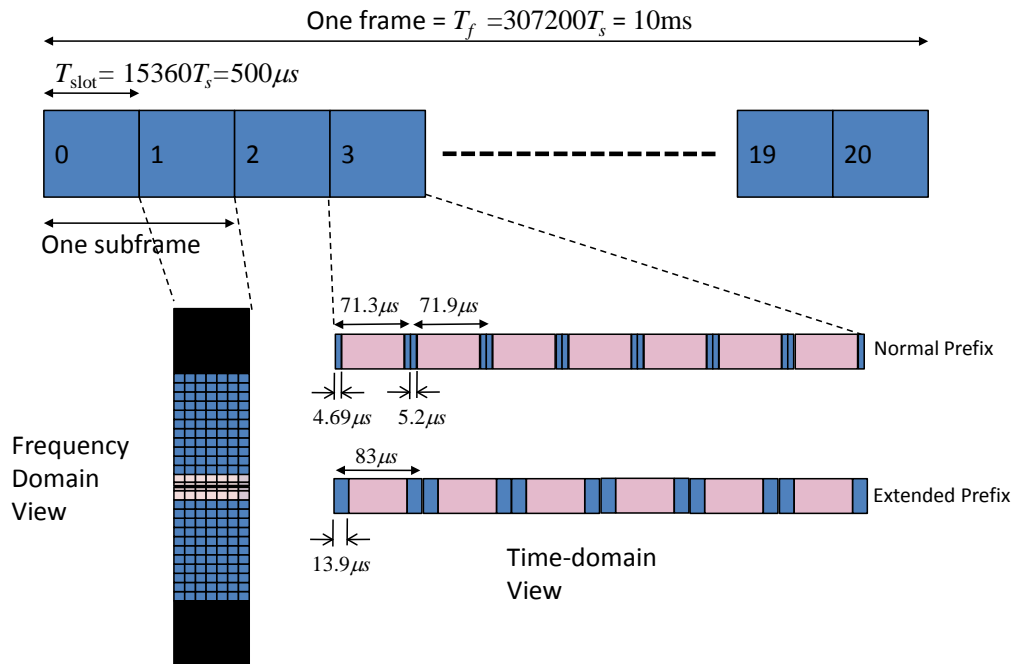 One frame = T_f =307200T_s = 10ms
T_slot= 15360T_s=500μs
0 1 2 3 19 20
One subframe
71.3μs 71.9μs
Normal Prefix
4.69μs 5.2μs
Frequency
Domain
View
83μs
Extended Prefix
13.9μs
Time-domain
View